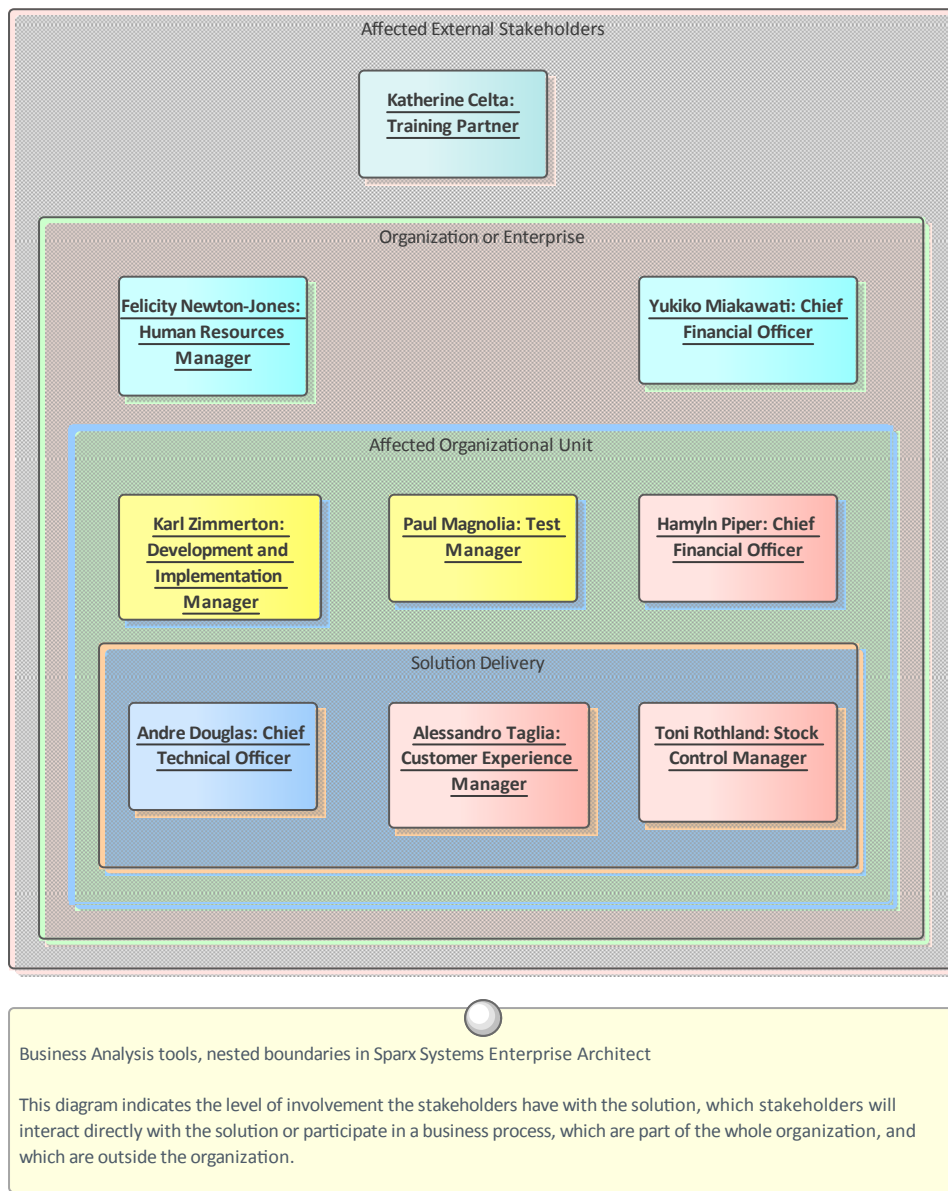 Affected External Stakeholders
Katherine Celta:
Training Partner
Organization or Enterprise
Felicity Newton-Jones:
Human Resources
Manager
Yukiko Miakawati: Chief
Financial Officer
Affected Organizational Unit
Karl Zimmerton:
Development and
Implementation
Manager
Paul Magnolia: Test
Manager
Hamyln Piper: Chief
Financial Officer
Solution Delivery
Andre Douglas: Chief
Technical Officer
Alessandro Taglia:
Customer Experience
Manager
Toni Rothland: Stock
Control Manager
Business Analysis tools, nested boundaries in Sparx Systems Enterprise Architect
This diagram indicates the level of involvement the stakeholders have with the solution, which stakeholders will
interact directly with the solution or participate in a business process, which are part of the whole organization, and
which are outside the organization.